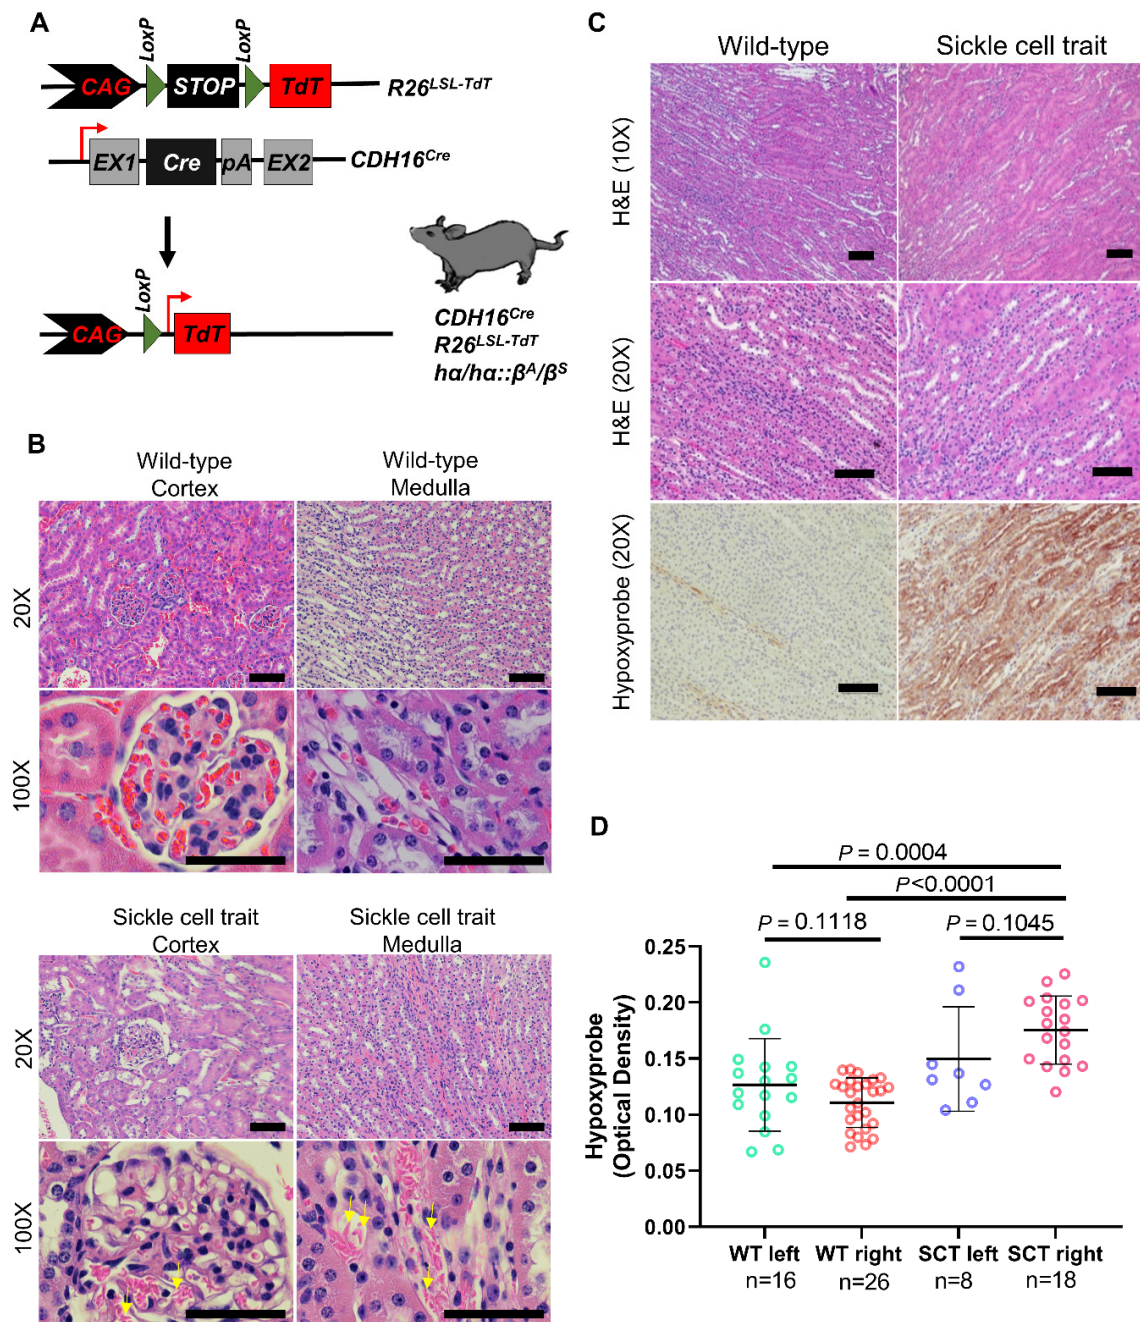 A
LoxP
LoxP
CAG
STOP
TdT
R26LSL-TdT
EX1
Cre
pA
EX2
CDH16Cre
LoxP
CAG
TdT
CDH16Cre
R26LSL-TdT
hα/hα::βA/βS
B
Wild-type
Cortex
Wild-type
Medulla
20X
100X
Sickle cell trait
Cortex
Sickle cell trait
Medulla
20X
100X
C
Wild-type
Sickle cell trait
H&E (10X)
H&E (20X)
Hypoxyprobe (20X)
D
P = 0.0004
P<0.0001
P = 0.1118
P = 0.1045
Hypoxyprobe
(Optical Density)
0.25
0.20
0.15
0.10
0.05
0.00
WT left
WT right
SCT left
SCT right
n=16
n=26
n=8
n=18